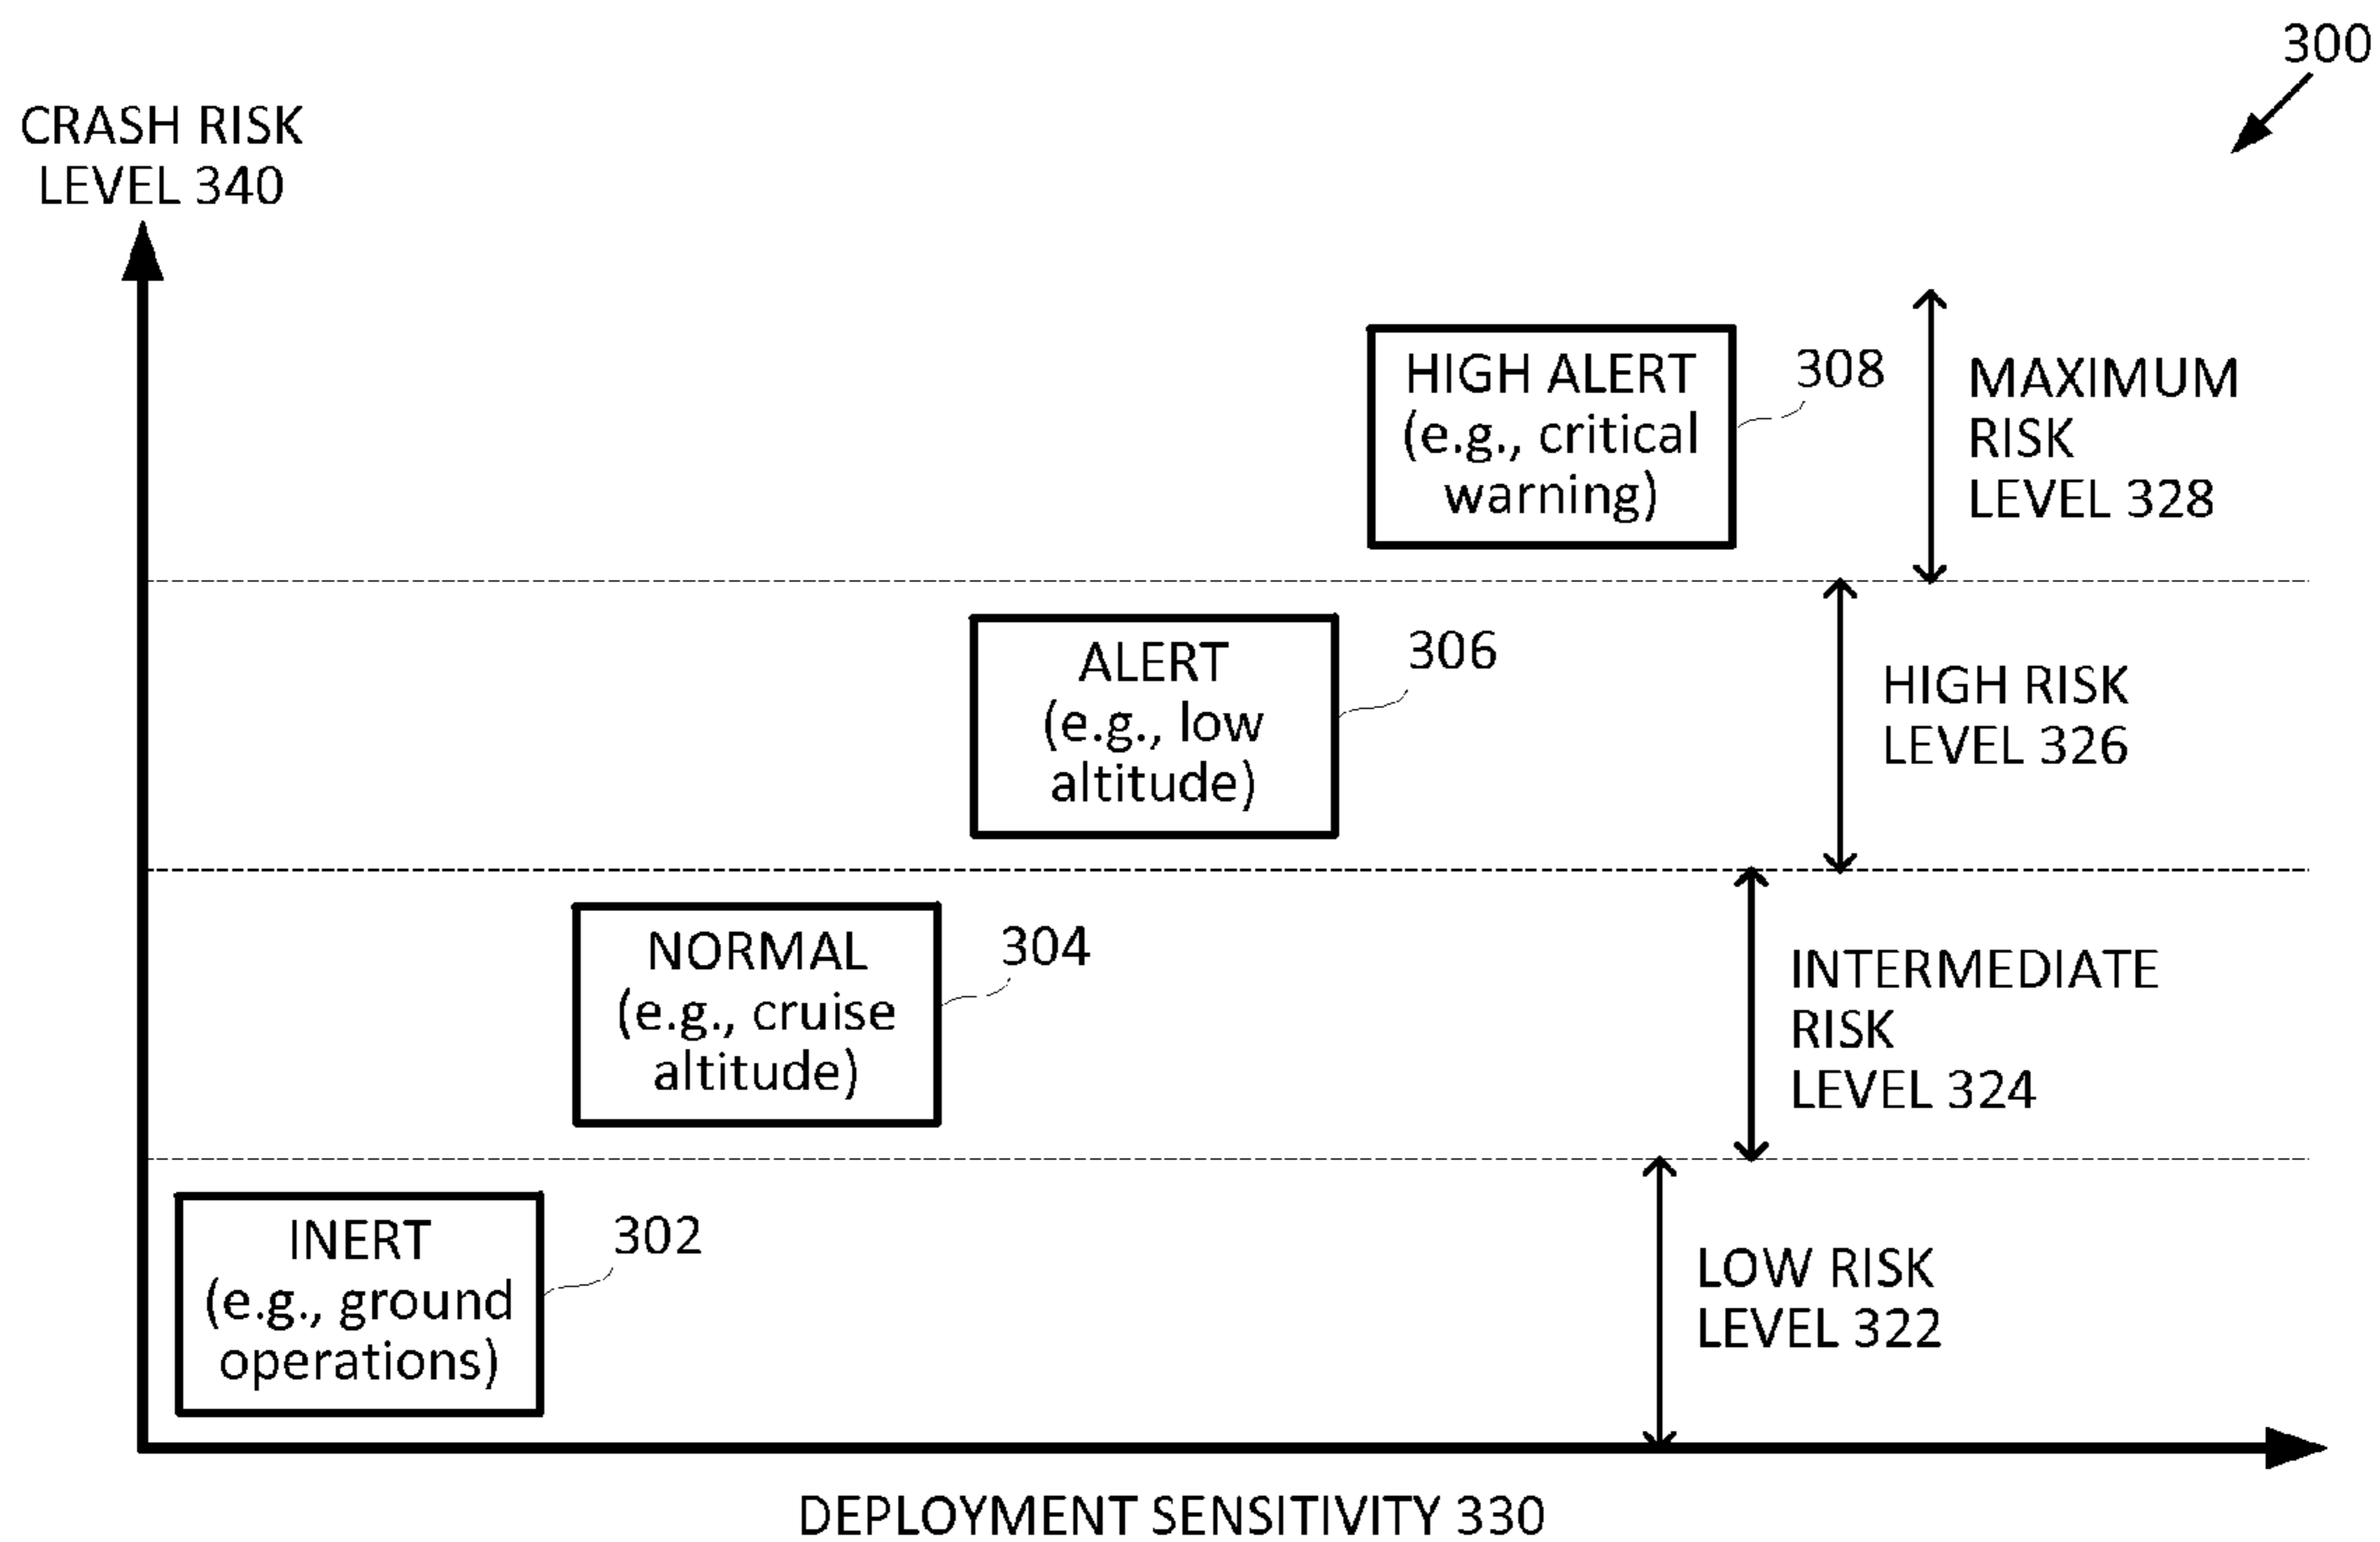 300
CRASH RISK
LEVEL 340
HIGH ALERT
(e.g., critical
warning)
308
MAXIMUM
RISK
LEVEL 328
ALERT
(e.g., low
altitude)
306
HIGH RISK
LEVEL 326
NORMAL
(e.g., cruise
altitude)
304
INTERMEDIATE
RISK
LEVEL 324
INERT
(e.g., ground
operations)
302
LOW RISK
LEVEL 322
DEPLOYMENT SENSITIVITY 330